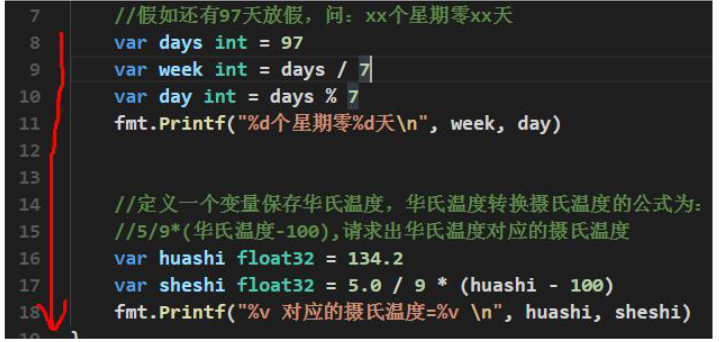 7 //假如还有97天放假，问：xx个星期零xx天
8 var days int = 97
9 var week int = days / 7
10 var day int = days % 7
11 fmt.Printf("%d个星期零%d天\n", week, day)
12
13
14 //定义一个变量保存华氏温度，华氏温度转换摄氏温度的公式为：
15 //5/9*(华氏温度-100),请求出华氏温度对应的摄氏温度
16 var huashi float32 = 134.2
17 var sheshi float32 = 5.0 / 9 * (huashi - 100)
18 fmt.Printf("%v 对应的摄氏温度=%v \n", huashi, sheshi)
19 }